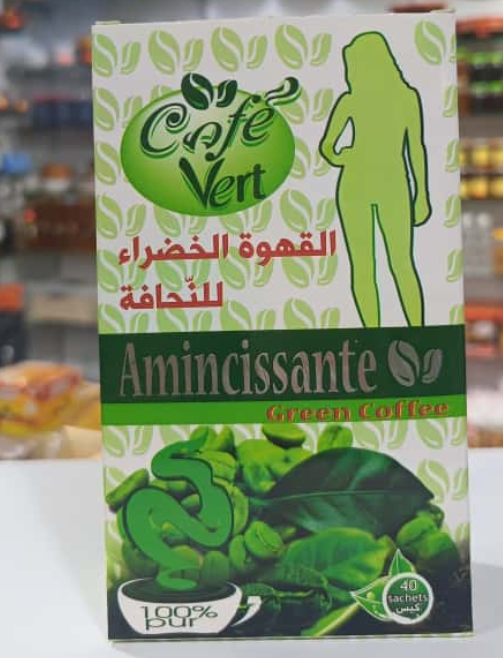 Café
Vert
القهوة الخضراء
للنّحافة
Amincissante
Green Coffee
100%
pur
40
sachets
كيس